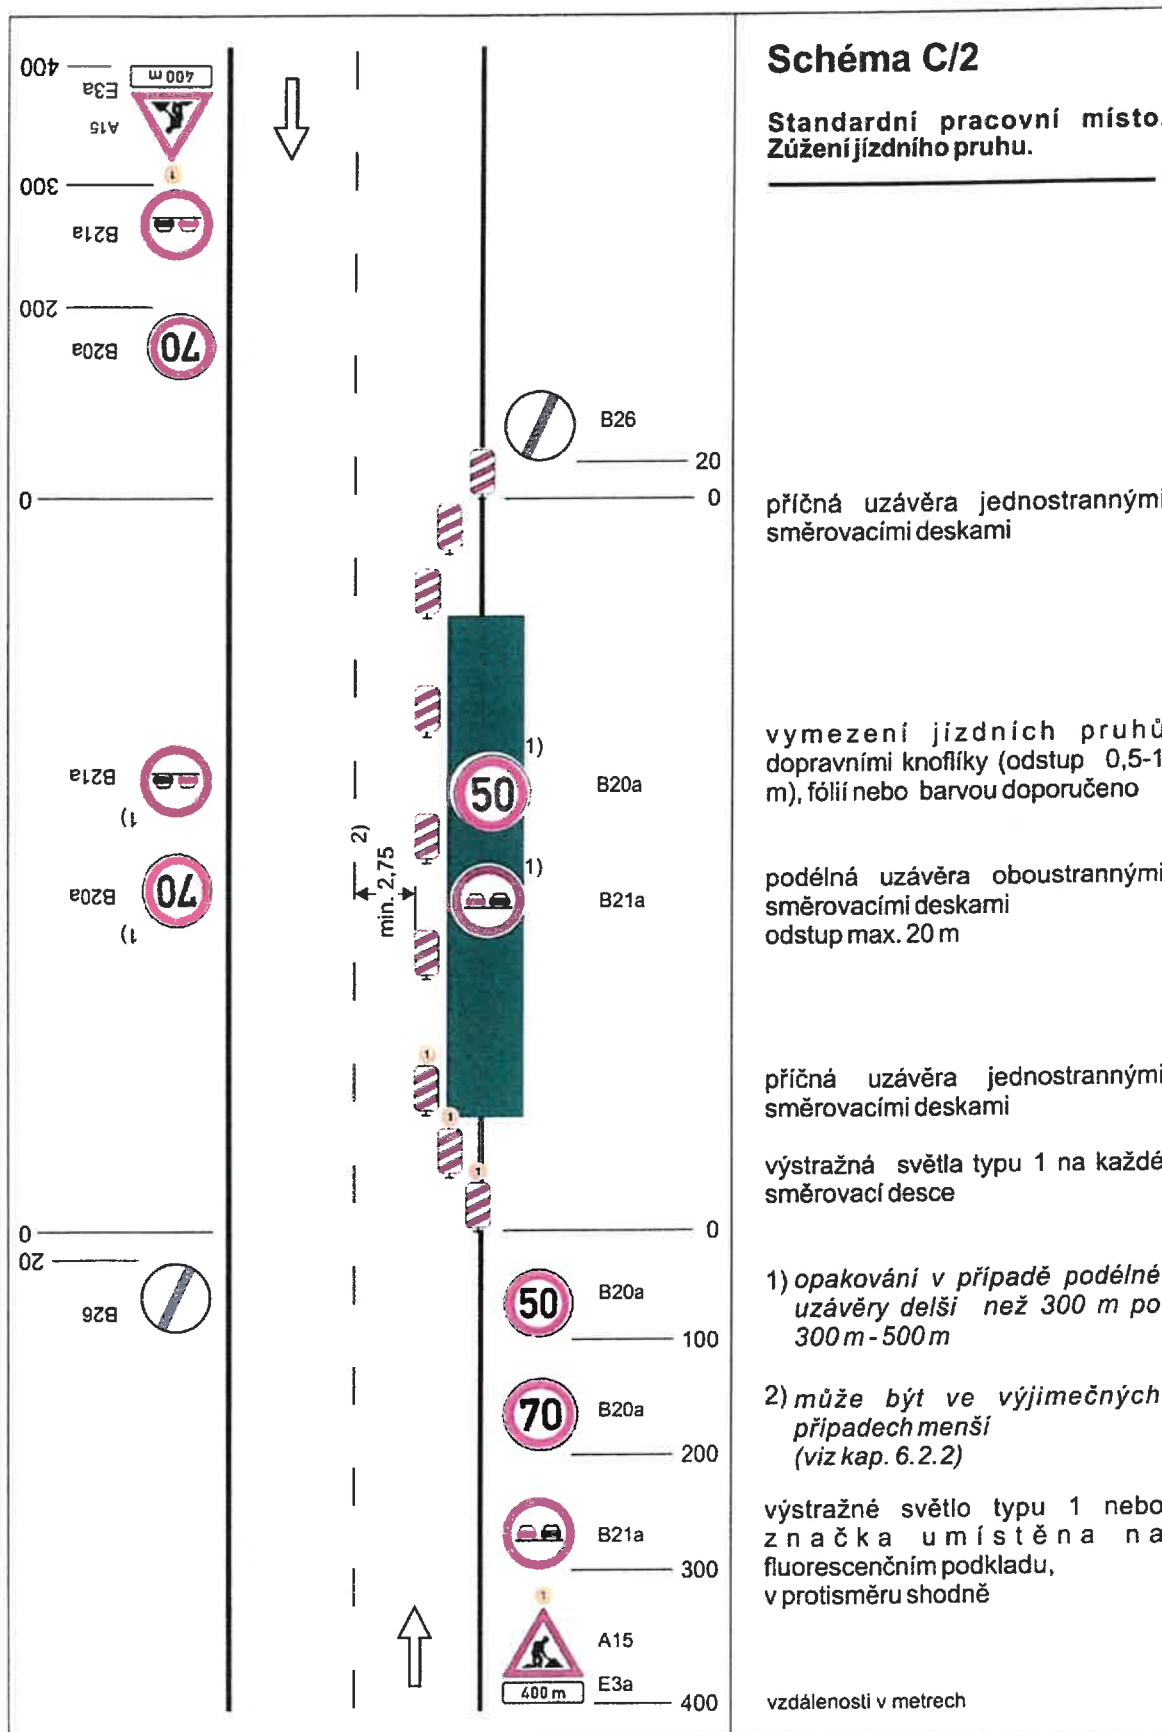 400
E3a
400 m
A15
1
300
B21a
200
B20a
70
B26
20
0
0
1)
B20a
50
B21a
1)
B20a
70
1)
2)
min. 2,75
1)
B21a
1
1
1
0
0
20
B26
50
B20a
100
70
B20a
200
B21a
300
1
A15
400 m
E3a
400
Schéma C/2
Standardní pracovní místo.
Zúžení jízdního pruhu.
příčná uzávěra jednostrannými
směrovacími deskami
vymezení jízdních pruhů
dopravními knoflíky (odstup 0,5-1
m), fólií nebo barvou doporučeno
podélná uzávěra oboustrannými
směrovacími deskami
odstup max. 20 m
příčná uzávěra jednostrannými
směrovacími deskami
výstražná světla typu 1 na každé
směrovací desce
1) opakování v případě podélné
uzávěry delší než 300 m po
300 m - 500 m
2) může být ve výjimečných
případech menší
(viz kap. 6.2.2)
výstražné světlo typu 1 nebo
značka umístěna na
fluorescenčním podkladu,
v protisměru shodně
vzdálenosti v metrech